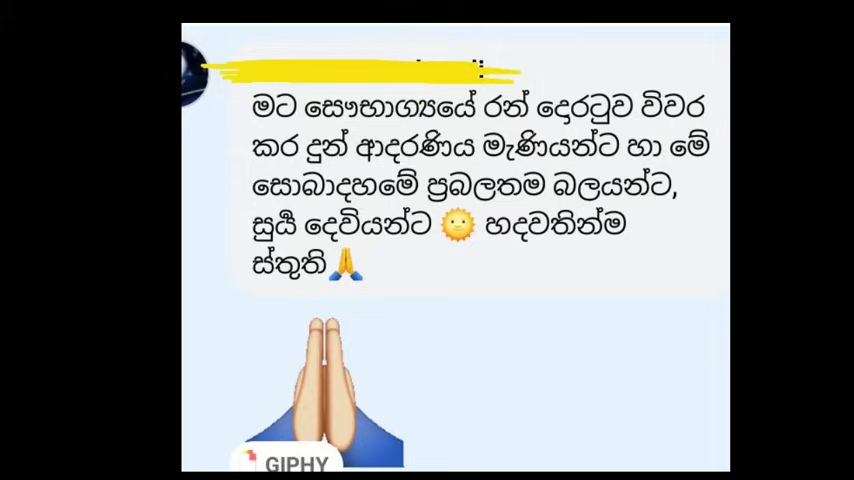 මට සෞභාග්‍යයේ රන් දොරටුව විවර
කර දුන් ආදරණිය මැණියන්ට හා මේ
සොබාදහමේ ප්‍රබලතම බලයන්ට,
සුර්‍ය දෙවියන්ට 🌞 හදවතින්ම
ස්තුති🙏
GIPHY